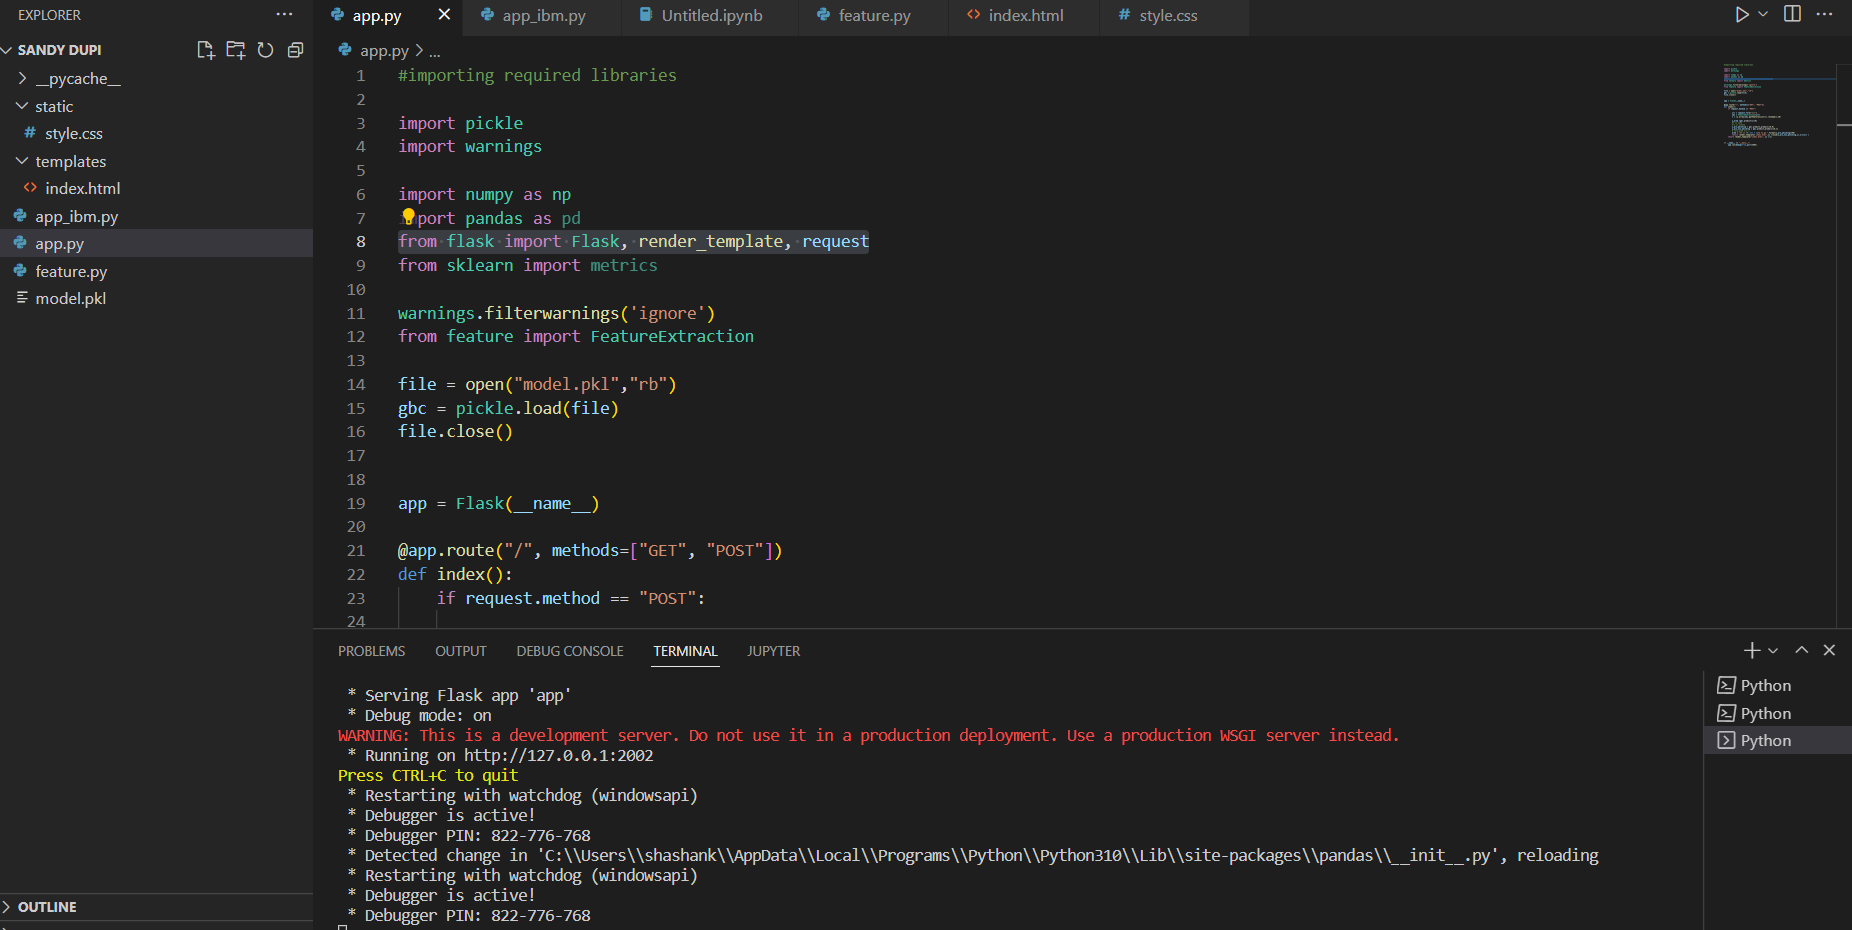 EXPLORER
SANDY DUPI
__pycache__
static
# style.css
templates
<> index.html
app_ibm.py
app.py
feature.py
model.pkl
OUTLINE
app.py
app_ibm.py
Untitled.ipynb
feature.py
<> index.html
# style.css
app.py > ...
1 #importing required libraries
2
3 import pickle
4 import warnings
5
6 import numpy as np
7 import pandas as pd
8 from flask import Flask, render_template, request
9 from sklearn import metrics
10
11 warnings.filterwarnings('ignore')
12 from feature import FeatureExtraction
13
14 file = open("model.pkl","rb")
15 gbc = pickle.load(file)
16 file.close()
17
18
19 app = Flask(__name__)
20
21 @app.route("/", methods=["GET", "POST"])
22 def index():
23 if request.method == "POST":
24
PROBLEMS OUTPUT DEBUG CONSOLE TERMINAL JUPYTER
* Serving Flask app 'app'
* Debug mode: on
WARNING: This is a development server. Do not use it in a production deployment. Use a production WSGI server instead.
* Running on http://127.0.0.1:2002
Press CTRL+C to quit
* Restarting with watchdog (windowsapi)
* Debugger is active!
* Debugger PIN: 822-776-768
* Detected change in 'C:\\Users\\shashank\\AppData\\Local\\Programs\\Python\\Python310\\Lib\\site-packages\\pandas\\__init__.py', reloading
* Restarting with watchdog (windowsapi)
* Debugger is active!
* Debugger PIN: 822-776-768
Python
Python
Python